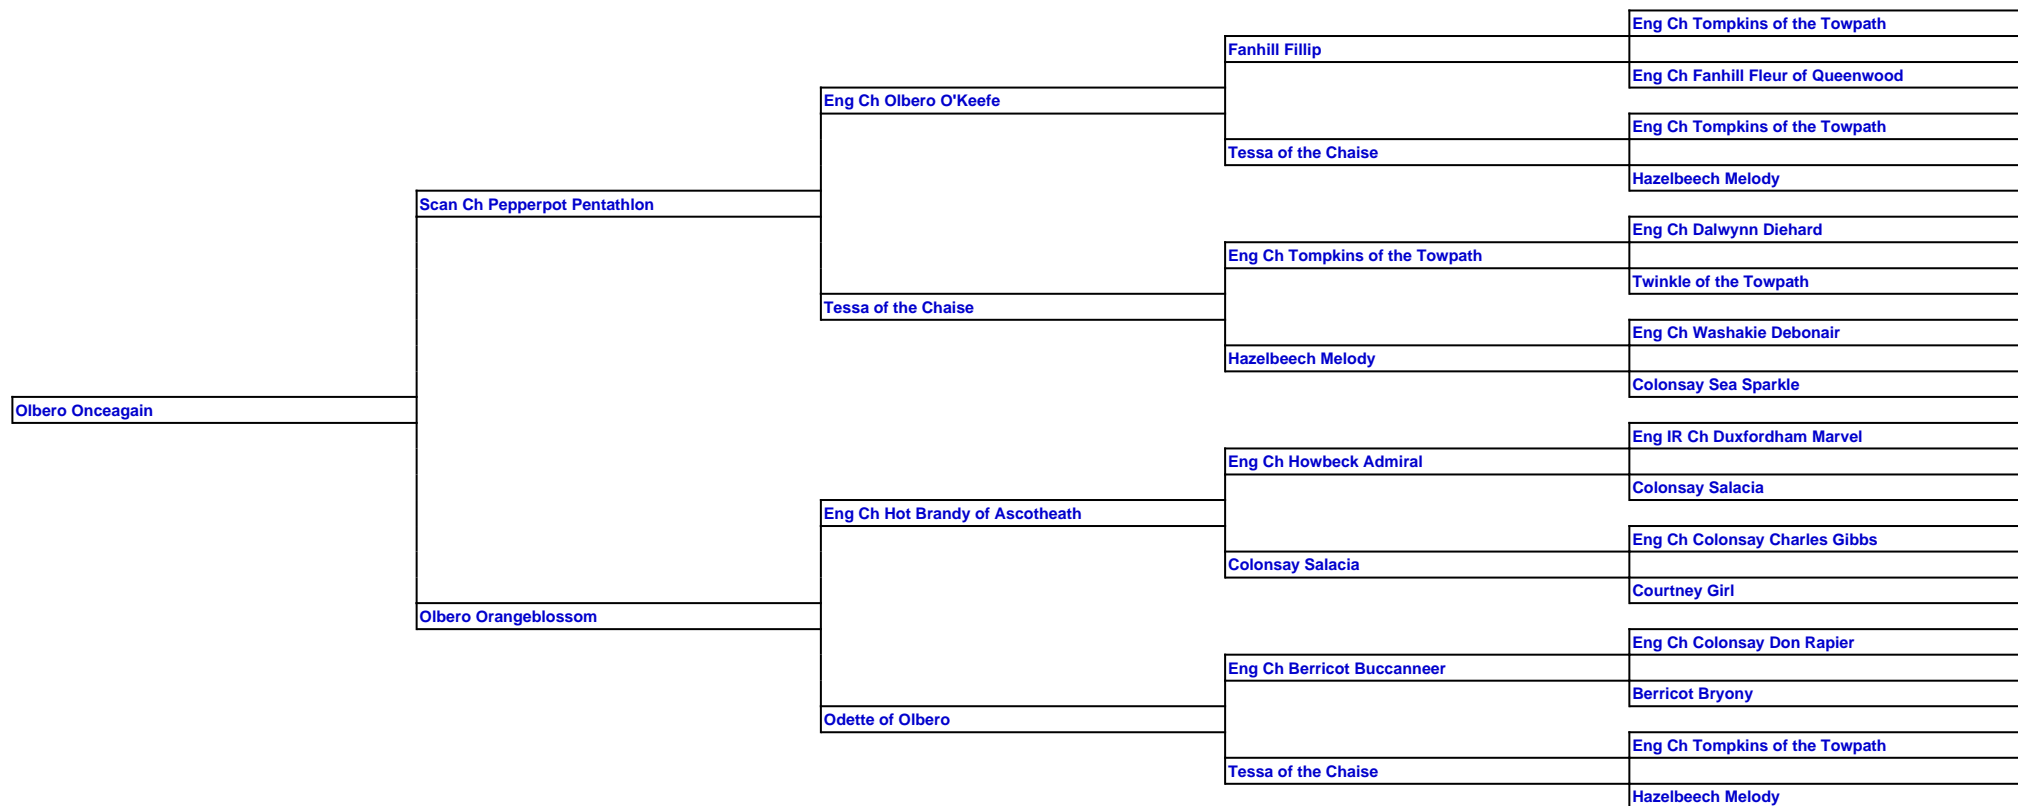 Eng Ch Tompkins of the Towpath
Fanhill Fillip
Eng Ch Fanhill Fleur of Queenwood
Eng Ch Olbero O'Keefe
Eng Ch Tompkins of the Towpath
Tessa of the Chaise
Hazelbeech Melody
Scan Ch Pepperpot Pentathlon
Eng Ch Dalwynn Diehard
Eng Ch Tompkins of the Towpath
Twinkle of the Towpath
Tessa of the Chaise
Eng Ch Washakie Debonair
Hazelbeech Melody
Colonsay Sea Sparkle
Olbero Onceagain
Eng IR Ch Duxfordham Marvel
Eng Ch Howbeck Admiral
Colonsay Salacia
Eng Ch Hot Brandy of Ascotheath
Eng Ch Colonsay Charles Gibbs
Colonsay Salacia
Courtney Girl
Olbero Orangeblossom
Eng Ch Colonsay Don Rapier
Eng Ch Berricot Buccanneer
Berricot Bryony
Odette of Olbero
Eng Ch Tompkins of the Towpath
Tessa of the Chaise
Hazelbeech Melody